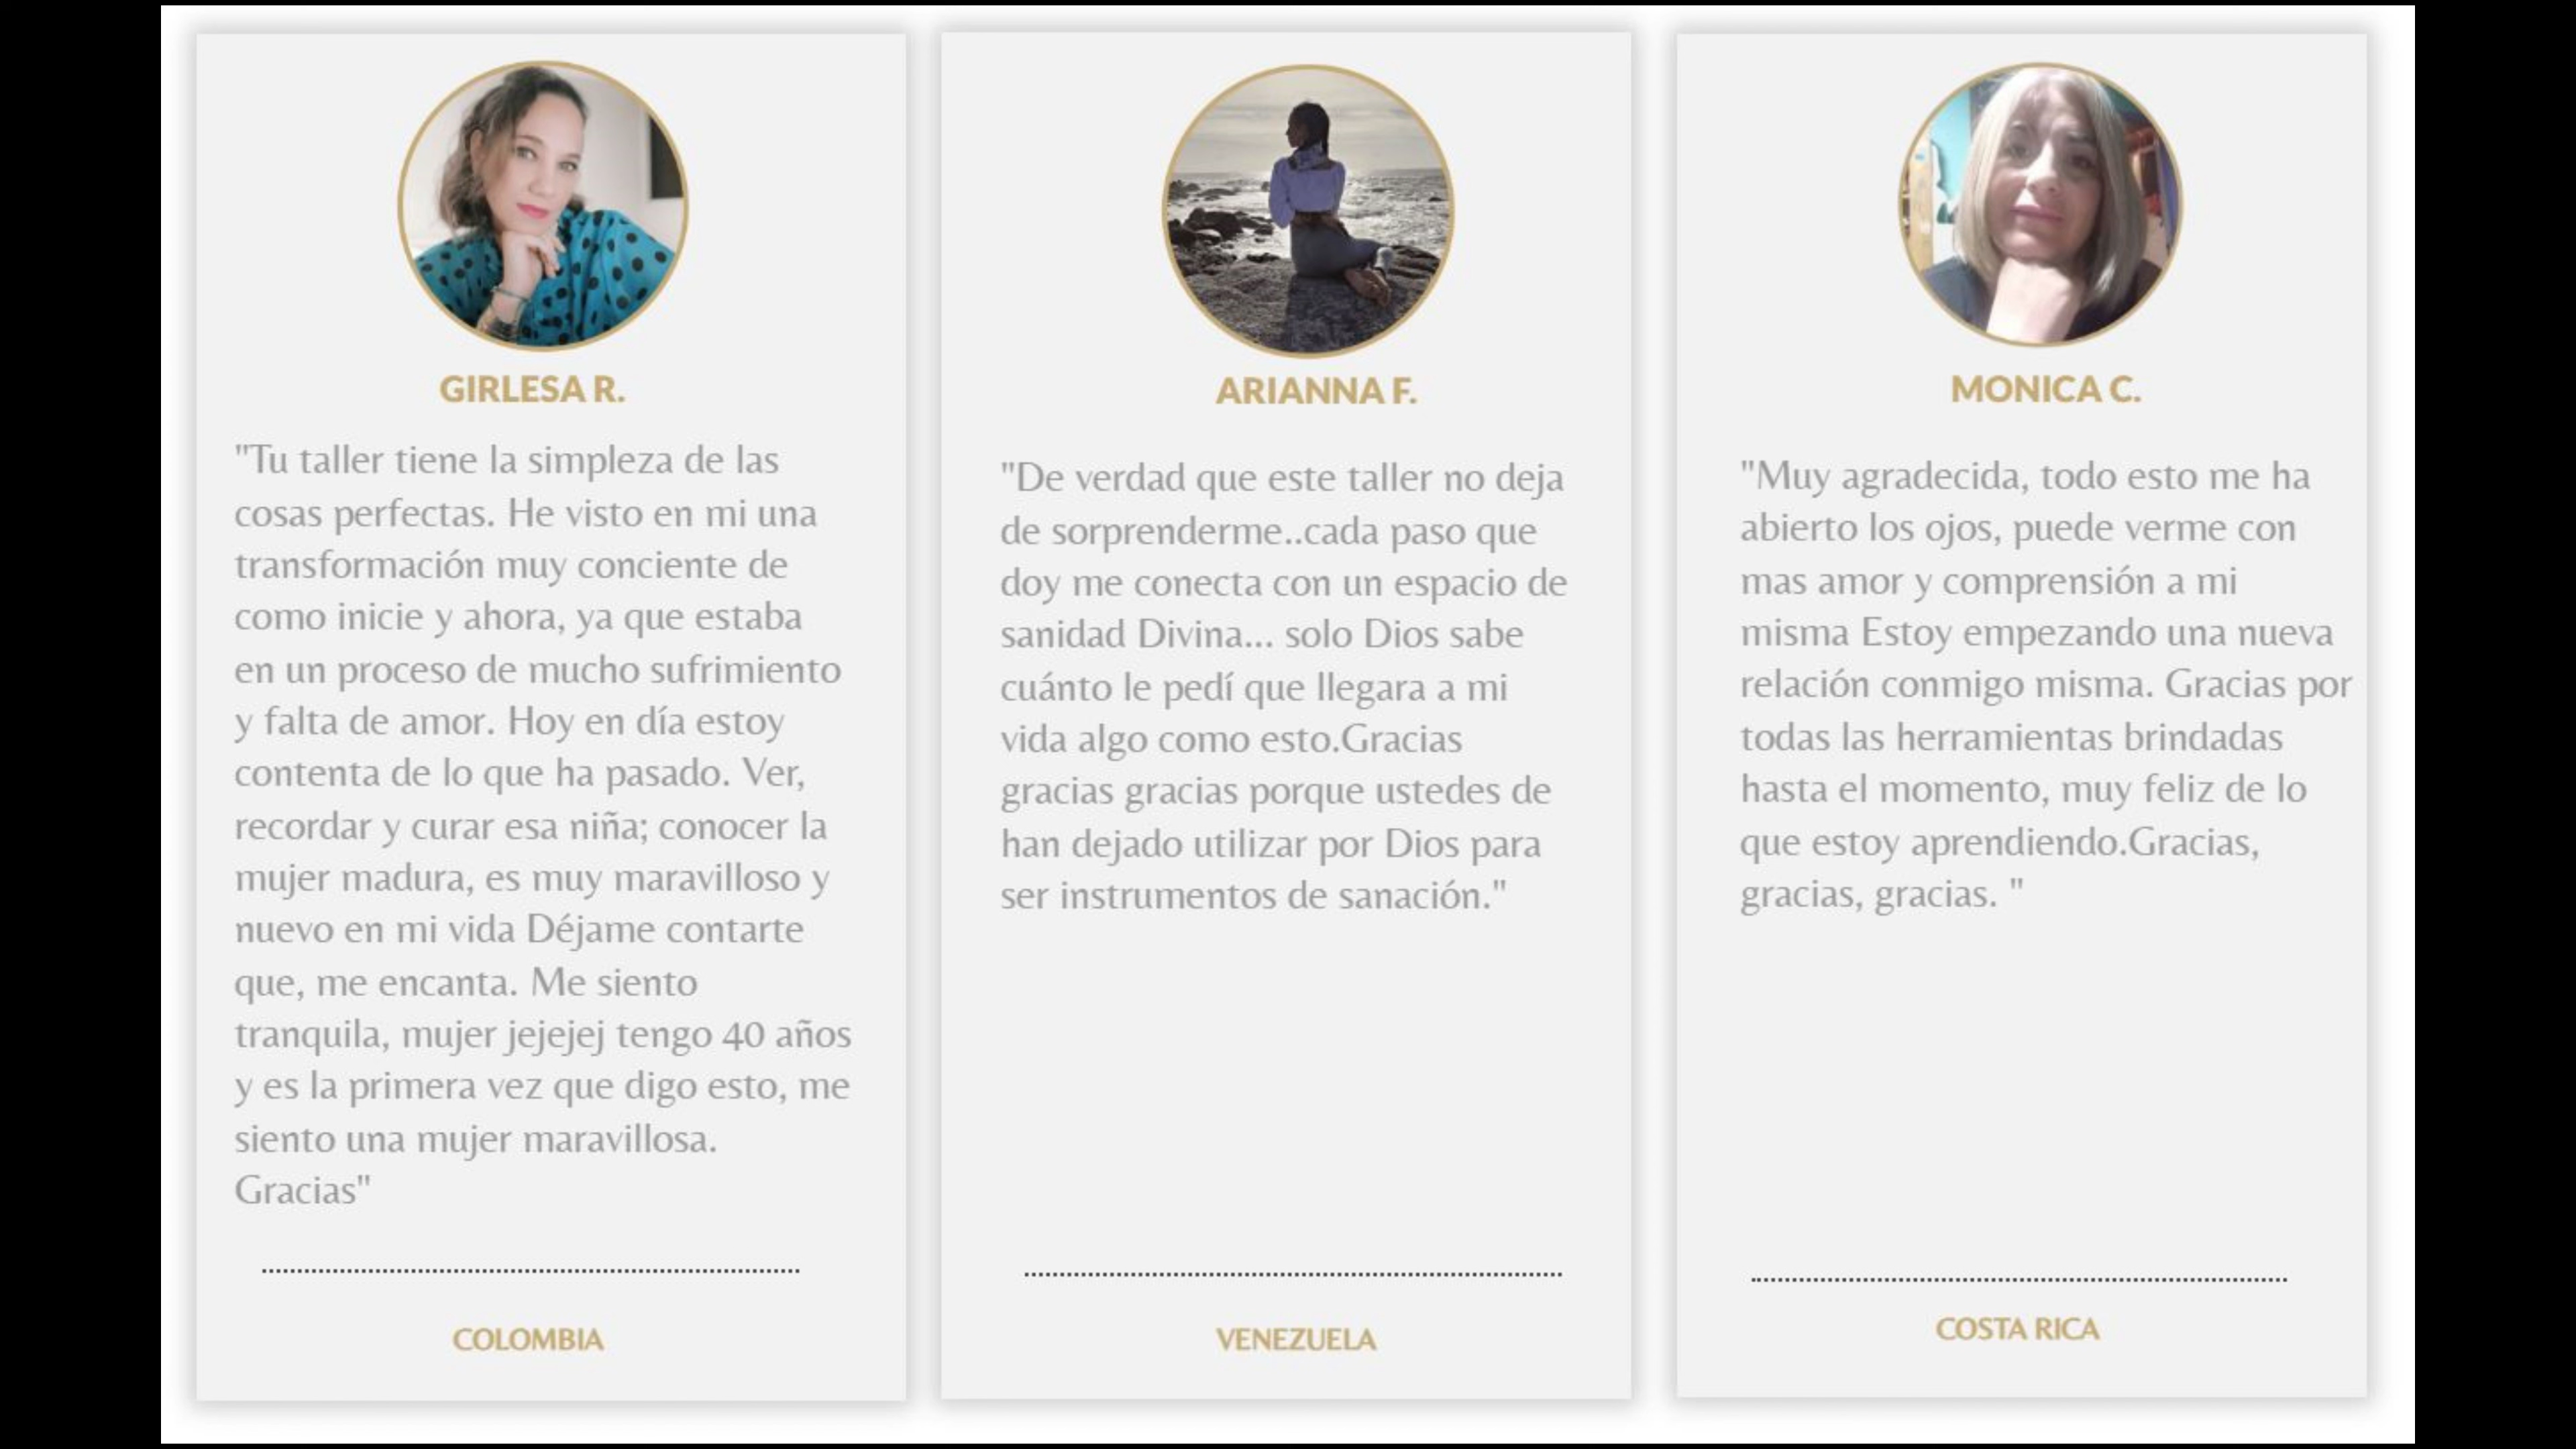 GIRLESA R.
"Tu taller tiene la simpleza de las
cosas perfectas. He visto en mi una
transformación muy conciente de
como inicie y ahora, ya que estaba
en un proceso de mucho sufrimiento
y falta de amor. Hoy en día estoy
contenta de lo que ha pasado. Ver,
recordar y curar esa niña; conocer la
mujer madura, es muy maravilloso y
nuevo en mi vida Déjame contarte
que, me encanta. Me siento
tranquila, mujer jejejej tengo 40 años
y es la primera vez que digo esto, me
siento una mujer maravillosa.
Gracias"
COLOMBIA
ARIANNA F.
"De verdad que este taller no deja
de sorprenderme..cada paso que
doy me conecta con un espacio de
sanidad Divina... solo Dios sabe
cuánto le pedí que llegara a mi
vida algo como esto.Gracias
gracias gracias porque ustedes de
han dejado utilizar por Dios para
ser instrumentos de sanación."
VENEZUELA
MONICA C.
"Muy agradecida, todo esto me ha
abierto los ojos, puede verme con
mas amor y comprensión a mi
misma Estoy empezando una nueva
relación conmigo misma. Gracias por
todas las herramientas brindadas
hasta el momento, muy feliz de lo
que estoy aprendiendo.Gracias,
gracias, gracias. "
COSTA RICA